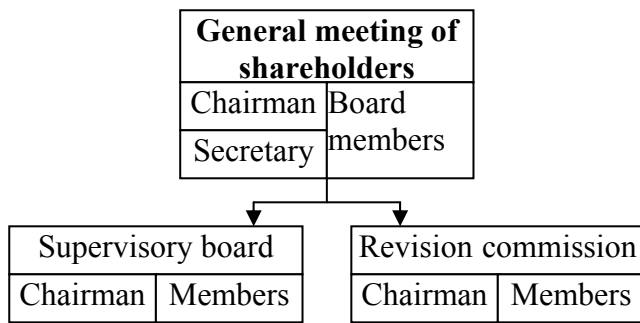 General meeting of
shareholders
Chairman
Board
members
Secretary
Supervisory board
Chairman
Members
Revision commission
Chairman
Members